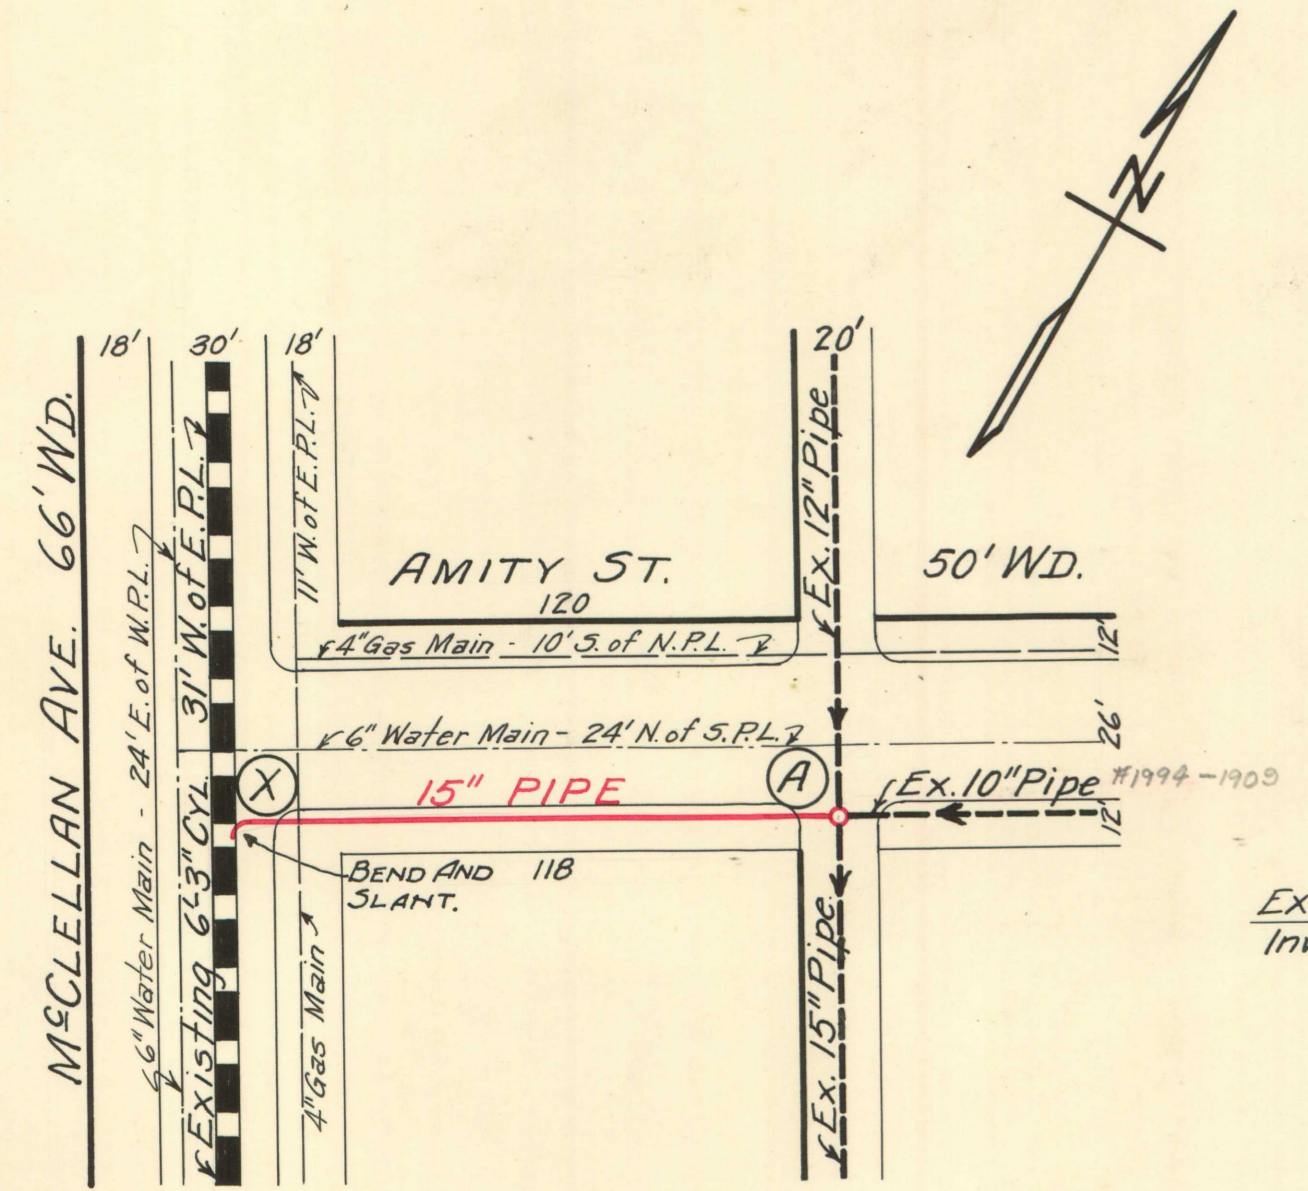 N
18'
30'
18'
20'
McCLELLAN AVE. 66' WD.
6" Water Main - 24' E. of W.P.L.
Existing 6'-3" CYL. 31' W. of E.P.L.
11' W. of E.P.L.
4" Gas Main
Ex. 12" Pipe
AMITY ST.
50' WD.
120
4" Gas Main - 10' S. of N.P.L.
12'
6" Water Main - 24' N. of S.P.L.
26'
X
15" PIPE
A
Ex. 10" Pipe #1994-1909
12'
BEND AND
SLANT.
118
Ex. 15" Pipe